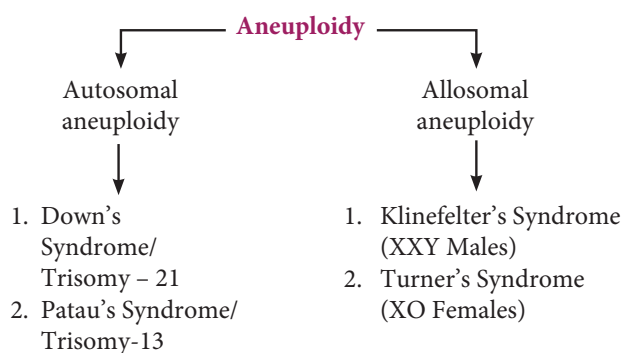 Aneuploidy
Autosomal
aneuploidy
1. Down's
Syndrome/
Trisomy – 21
2. Patau's Syndrome/
Trisomy-13
Allosomal
aneuploidy
1. Klinefelter's Syndrome
(XXY Males)
2. Turner's Syndrome
(XO Females)